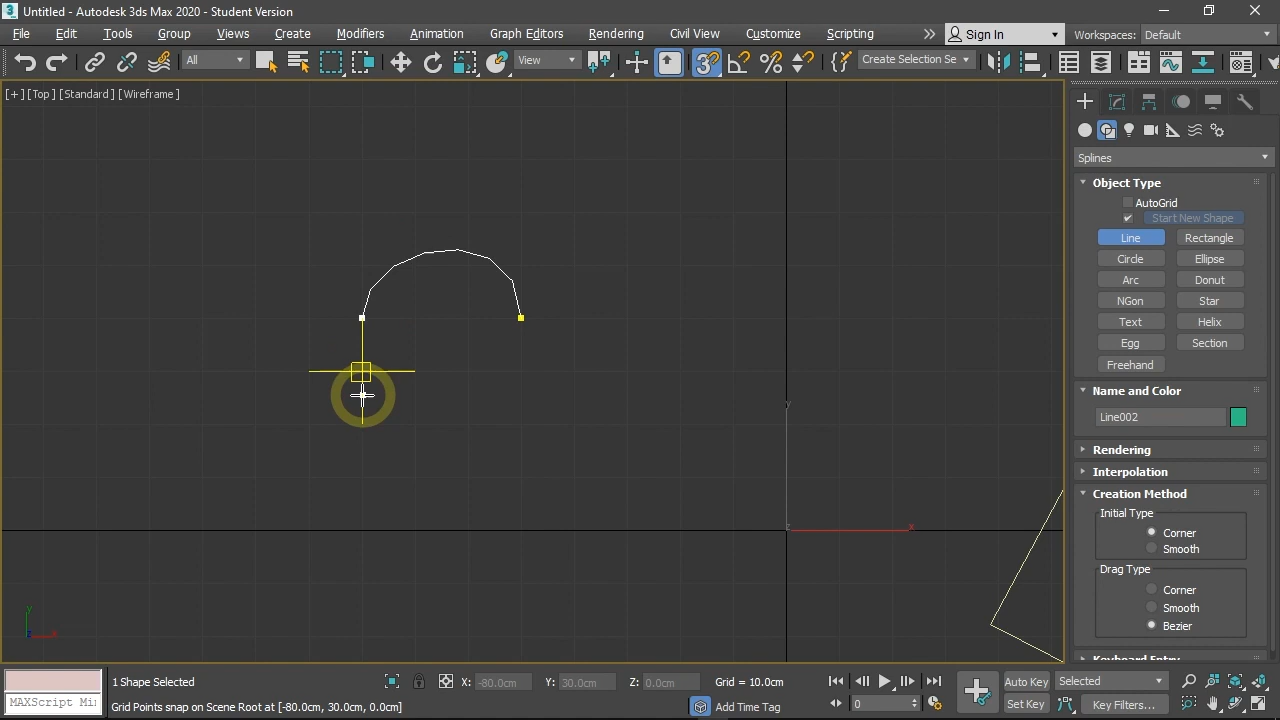 Untitled - Autodesk 3ds Max 2020 - Student Version
File Edit Tools Group Views Create Modifiers Animation Graph Editors Rendering Civil View Customize Scripting Sign In Workspaces: Default
All View Create Selection Se
[+] [Top] [Standard] [Wireframe]
Splines
Object Type
AutoGrid
Start New Shape
Line Rectangle
Circle Ellipse
Arc Donut
NGon Star
Text Helix
Egg Section
Freehand
Name and Color
Line002
Rendering
Interpolation
Creation Method
Initial Type
Corner
Smooth
Drag Type
Corner
Smooth
Bezier
Keyboard Entry
y
x
y
z x
1 Shape Selected X: -80.0cm Y: 30.0cm Z: 0.0cm Grid = 10.0cm Auto Key Selected
MAXScript Mi Grid Points snap on Scene Root at [-80.0cm, 30.0cm, 0.0cm] Add Time Tag 0 Set Key Key Filters...